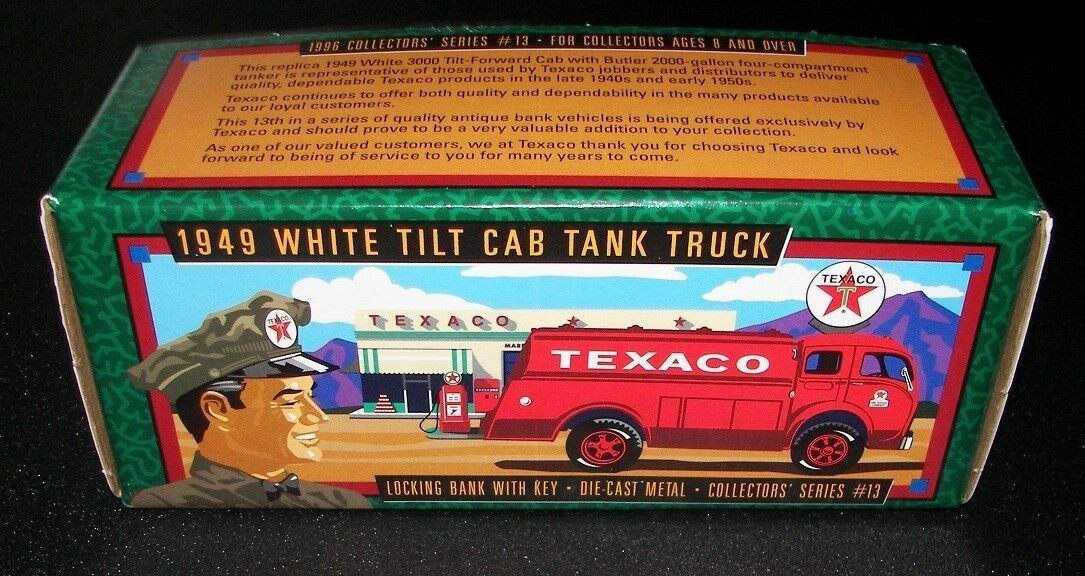 1996 COLLECTORS' SERIES #13 - FOR COLLECTORS AGES 8 AND OVER
This replica 1949 White 3000 Tilt-Forward Cab with Butler 2000-gallon four-compartment
tanker is representative of those used by Texaco jobbers and distributors to deliver
quality, dependable Texaco products in the late 1940s and early 1950s.
Texaco continues to offer both quality and dependability in the many products available
to our loyal customers.
This 13th in a series of quality antique bank vehicles is being offered exclusively by
Texaco and should prove to be a very valuable addition to your collection.
As one of our valued customers, we at Texaco thank you for choosing Texaco and look
forward to being of service to you for many years to come.
1949 WHITE TILT CAB TANK TRUCK
TEXACO
T
TEXACO
TEXACO
T
MAR
TEXACO
LOCKING BANK WITH KEY - DIE-CAST METAL - COLLECTORS' SERIES #13